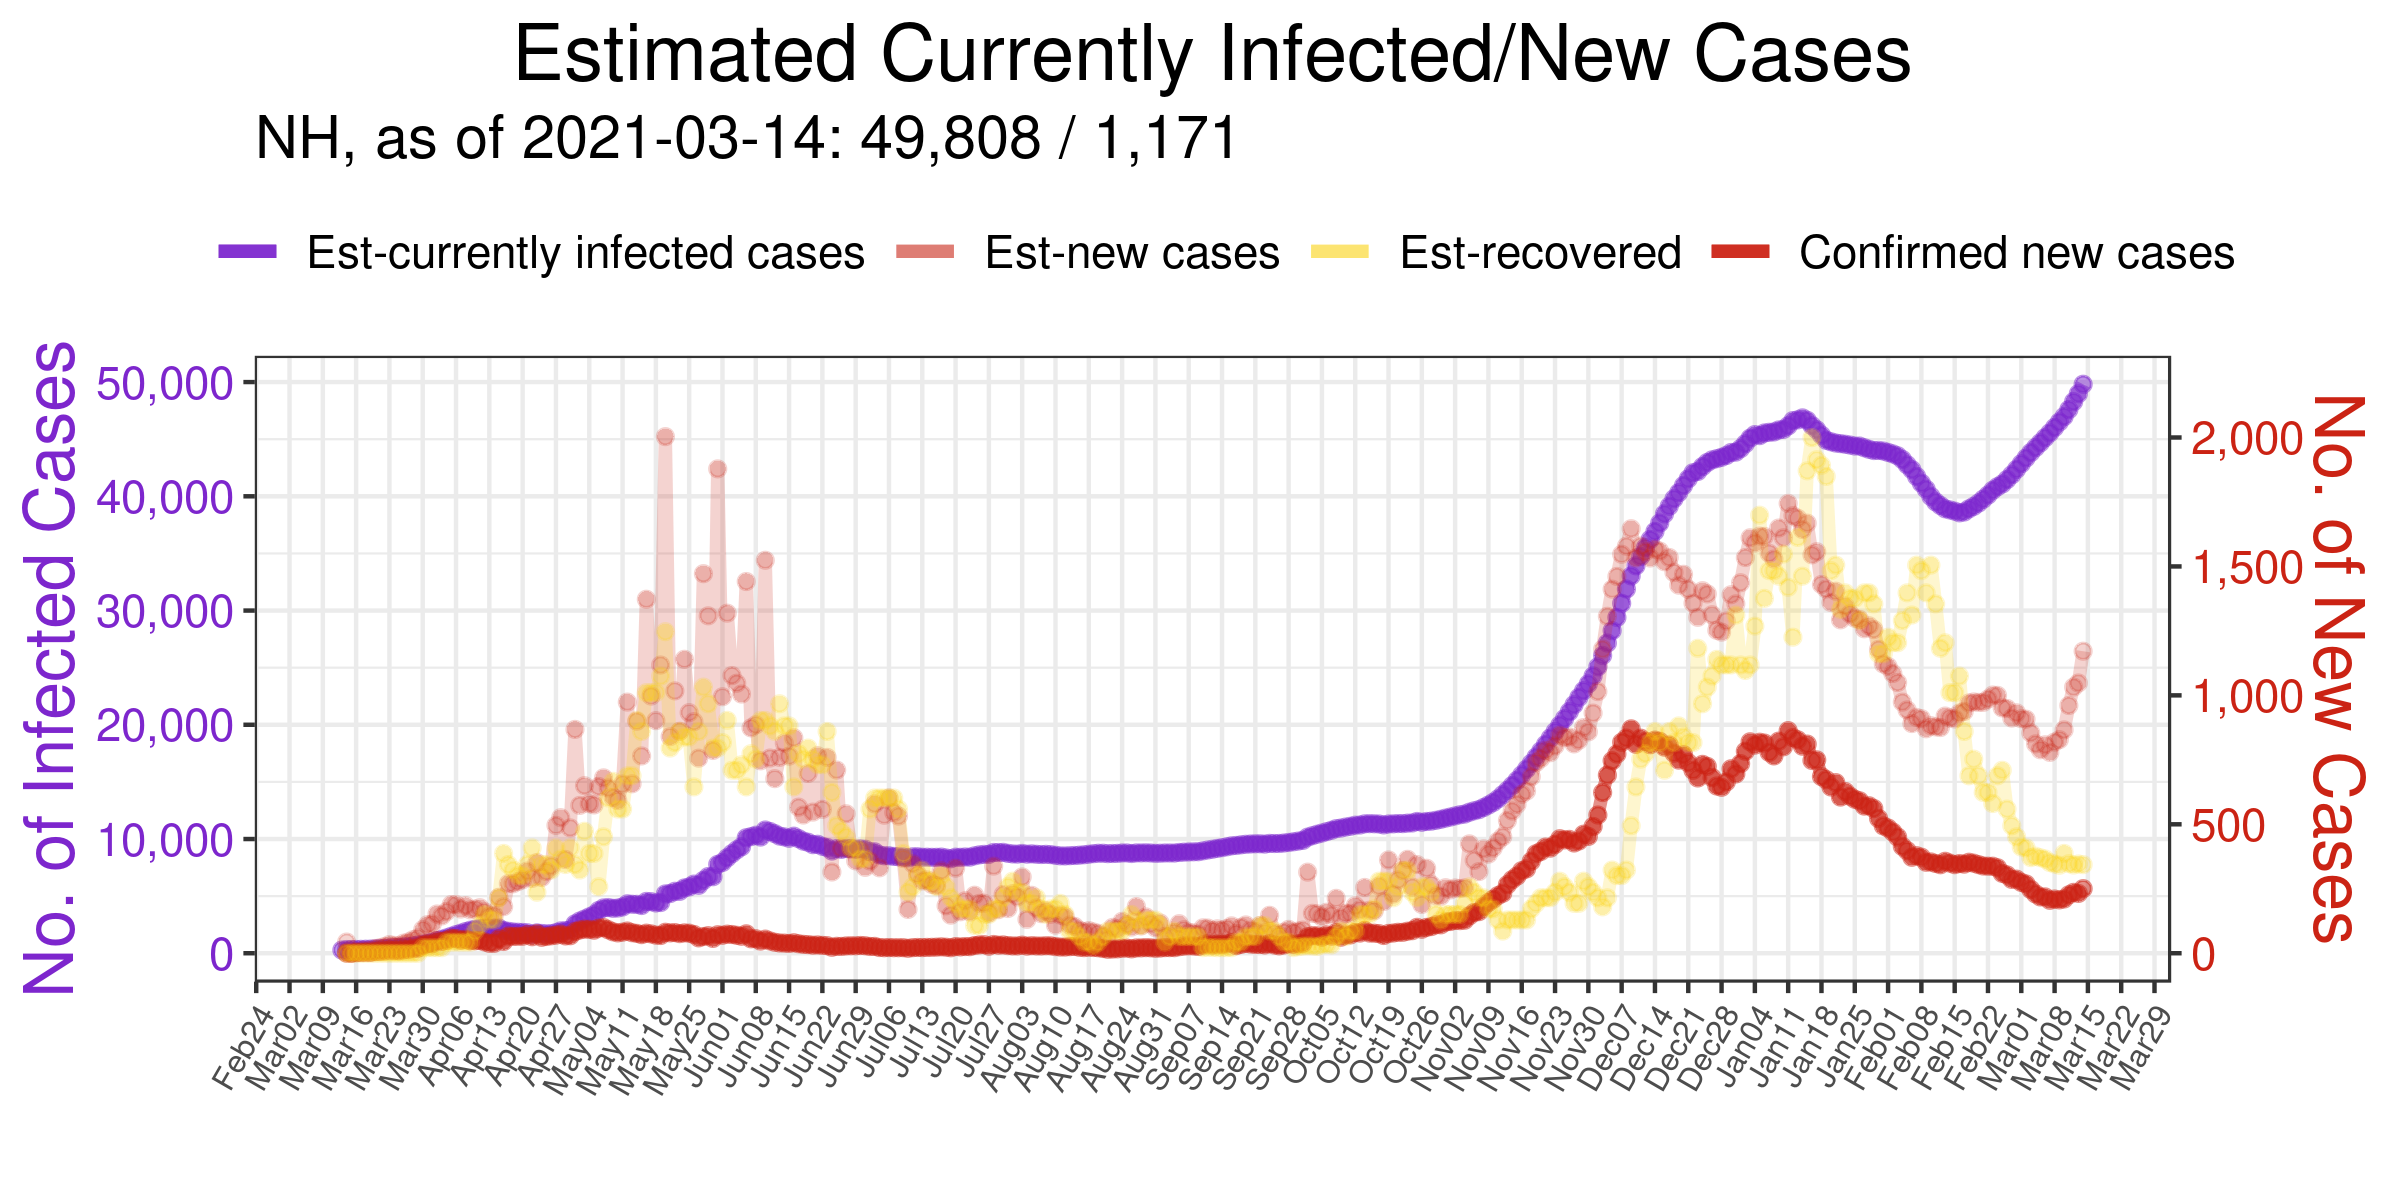 Estimated Currently Infected/New Cases
NH, as of 2021-03-14: 49,808 / 1,171
Est-currently infected cases Est-new cases Est-recovered Confirmed new cases
No. of Infected Cases
50,000
40,000
30,000
20,000
10,000
0
No. of New Cases
2,000
1,500
1,000
500
0
Feb24 Mar02 Mar09 Mar16 Mar23 Mar30 Apr06 Apr13 Apr20 Apr27 May04 May11 May18 May25 Jun01 Jun08 Jun15 Jun22 Jun29 Jul06 Jul13 Jul20 Jul27 Aug03 Aug10 Aug17 Aug24 Aug31 Sep07 Sep14 Sep21 Sep28 Oct05 Oct12 Oct19 Oct26 Nov02 Nov09 Nov16 Nov23 Nov30 Dec07 Dec14 Dec21 Dec28 Jan04 Jan11 Jan18 Jan25 Feb01 Feb08 Feb15 Feb22 Mar01 Mar08 Mar15 Mar22 Mar29